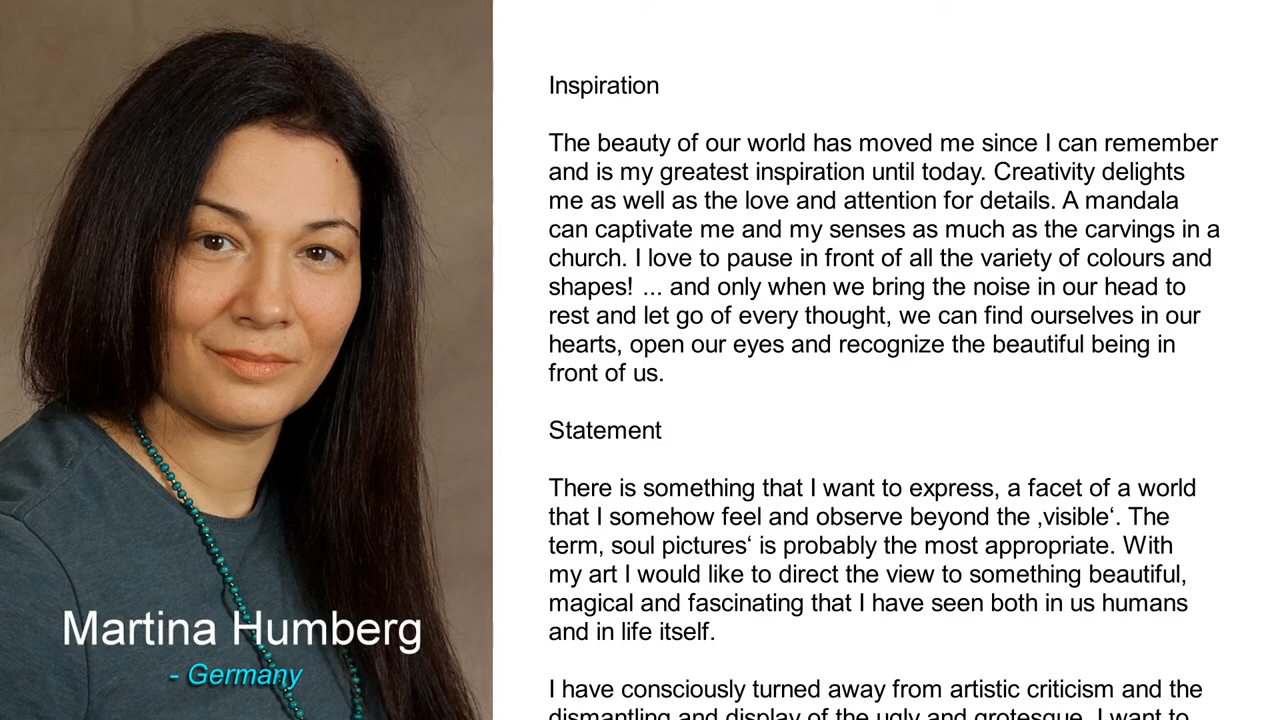 Inspiration
The beauty of our world has moved me since I can remember
and is my greatest inspiration until today. Creativity delights
me as well as the love and attention for details. A mandala
can captivate me and my senses as much as the carvings in a
church. I love to pause in front of all the variety of colours and
shapes! ... and only when we bring the noise in our head to
rest and let go of every thought, we can find ourselves in our
hearts, open our eyes and recognize the beautiful being in
front of us.
Statement
There is something that I want to express, a facet of a world
that I somehow feel and observe beyond the ‚visible‘. The
term, soul pictures‘ is probably the most appropriate. With
my art I would like to direct the view to something beautiful,
magical and fascinating that I have seen both in us humans
and in life itself.
I have consciously turned away from artistic criticism and the
dismantling and display of the ugly and grotesque. I want to
Martina Humberg
- Germany